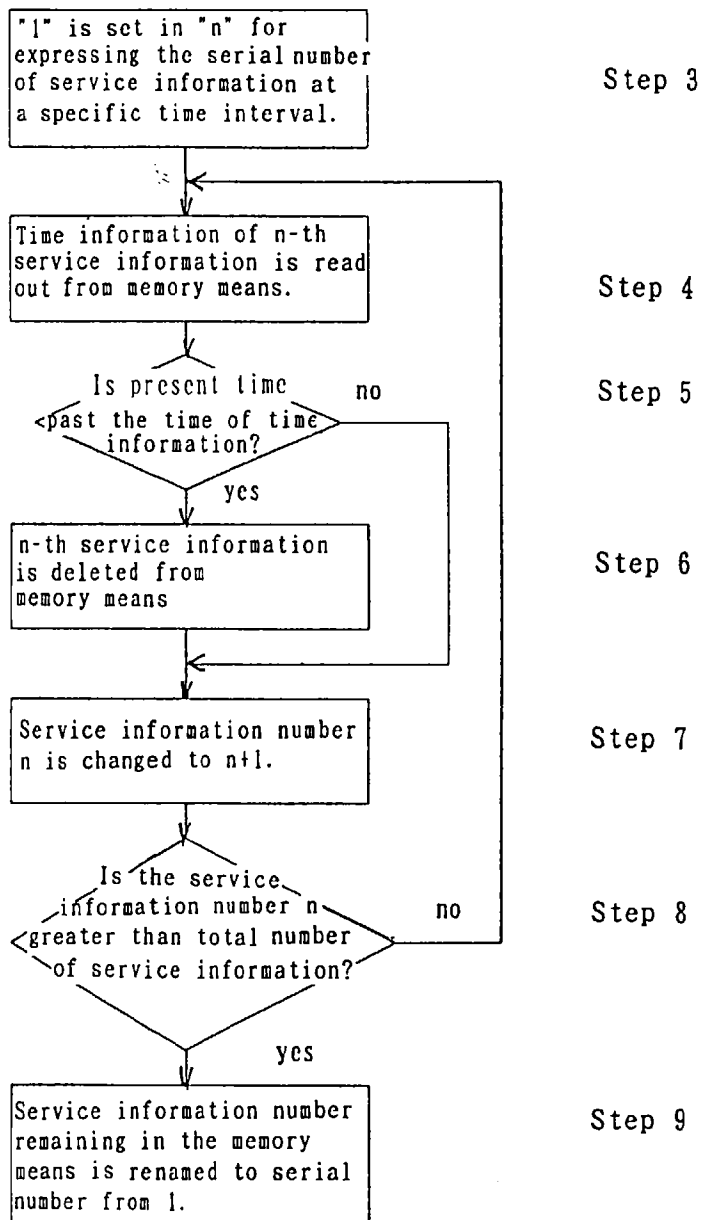 "1" is set in "n" for
expressing the serial number
of service information at
a specific time interval.
Step 3
Time information of n-th
service information is read
out from memory means.
Step 4
Is present time
past the time of time
information?
no
yes
Step 5
n-th service information
is deleted from
memory means
Step 6
Service information number
n is changed to n+1.
Step 7
Is the service
information number n
greater than total number
of service information?
no
yes
Step 8
Service information number
remaining in the memory
means is renamed to serial
number from 1.
Step 9